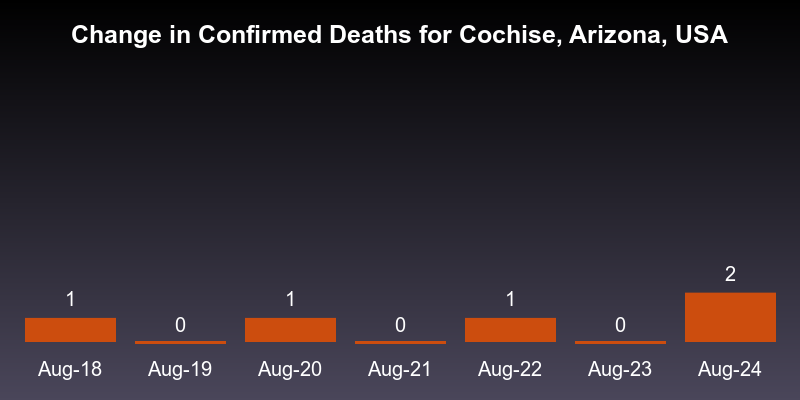 Change in Confirmed Deaths for Cochise, Arizona, USA
1 0 1 0 1 0 2
Aug-18 Aug-19 Aug-20 Aug-21 Aug-22 Aug-23 Aug-24